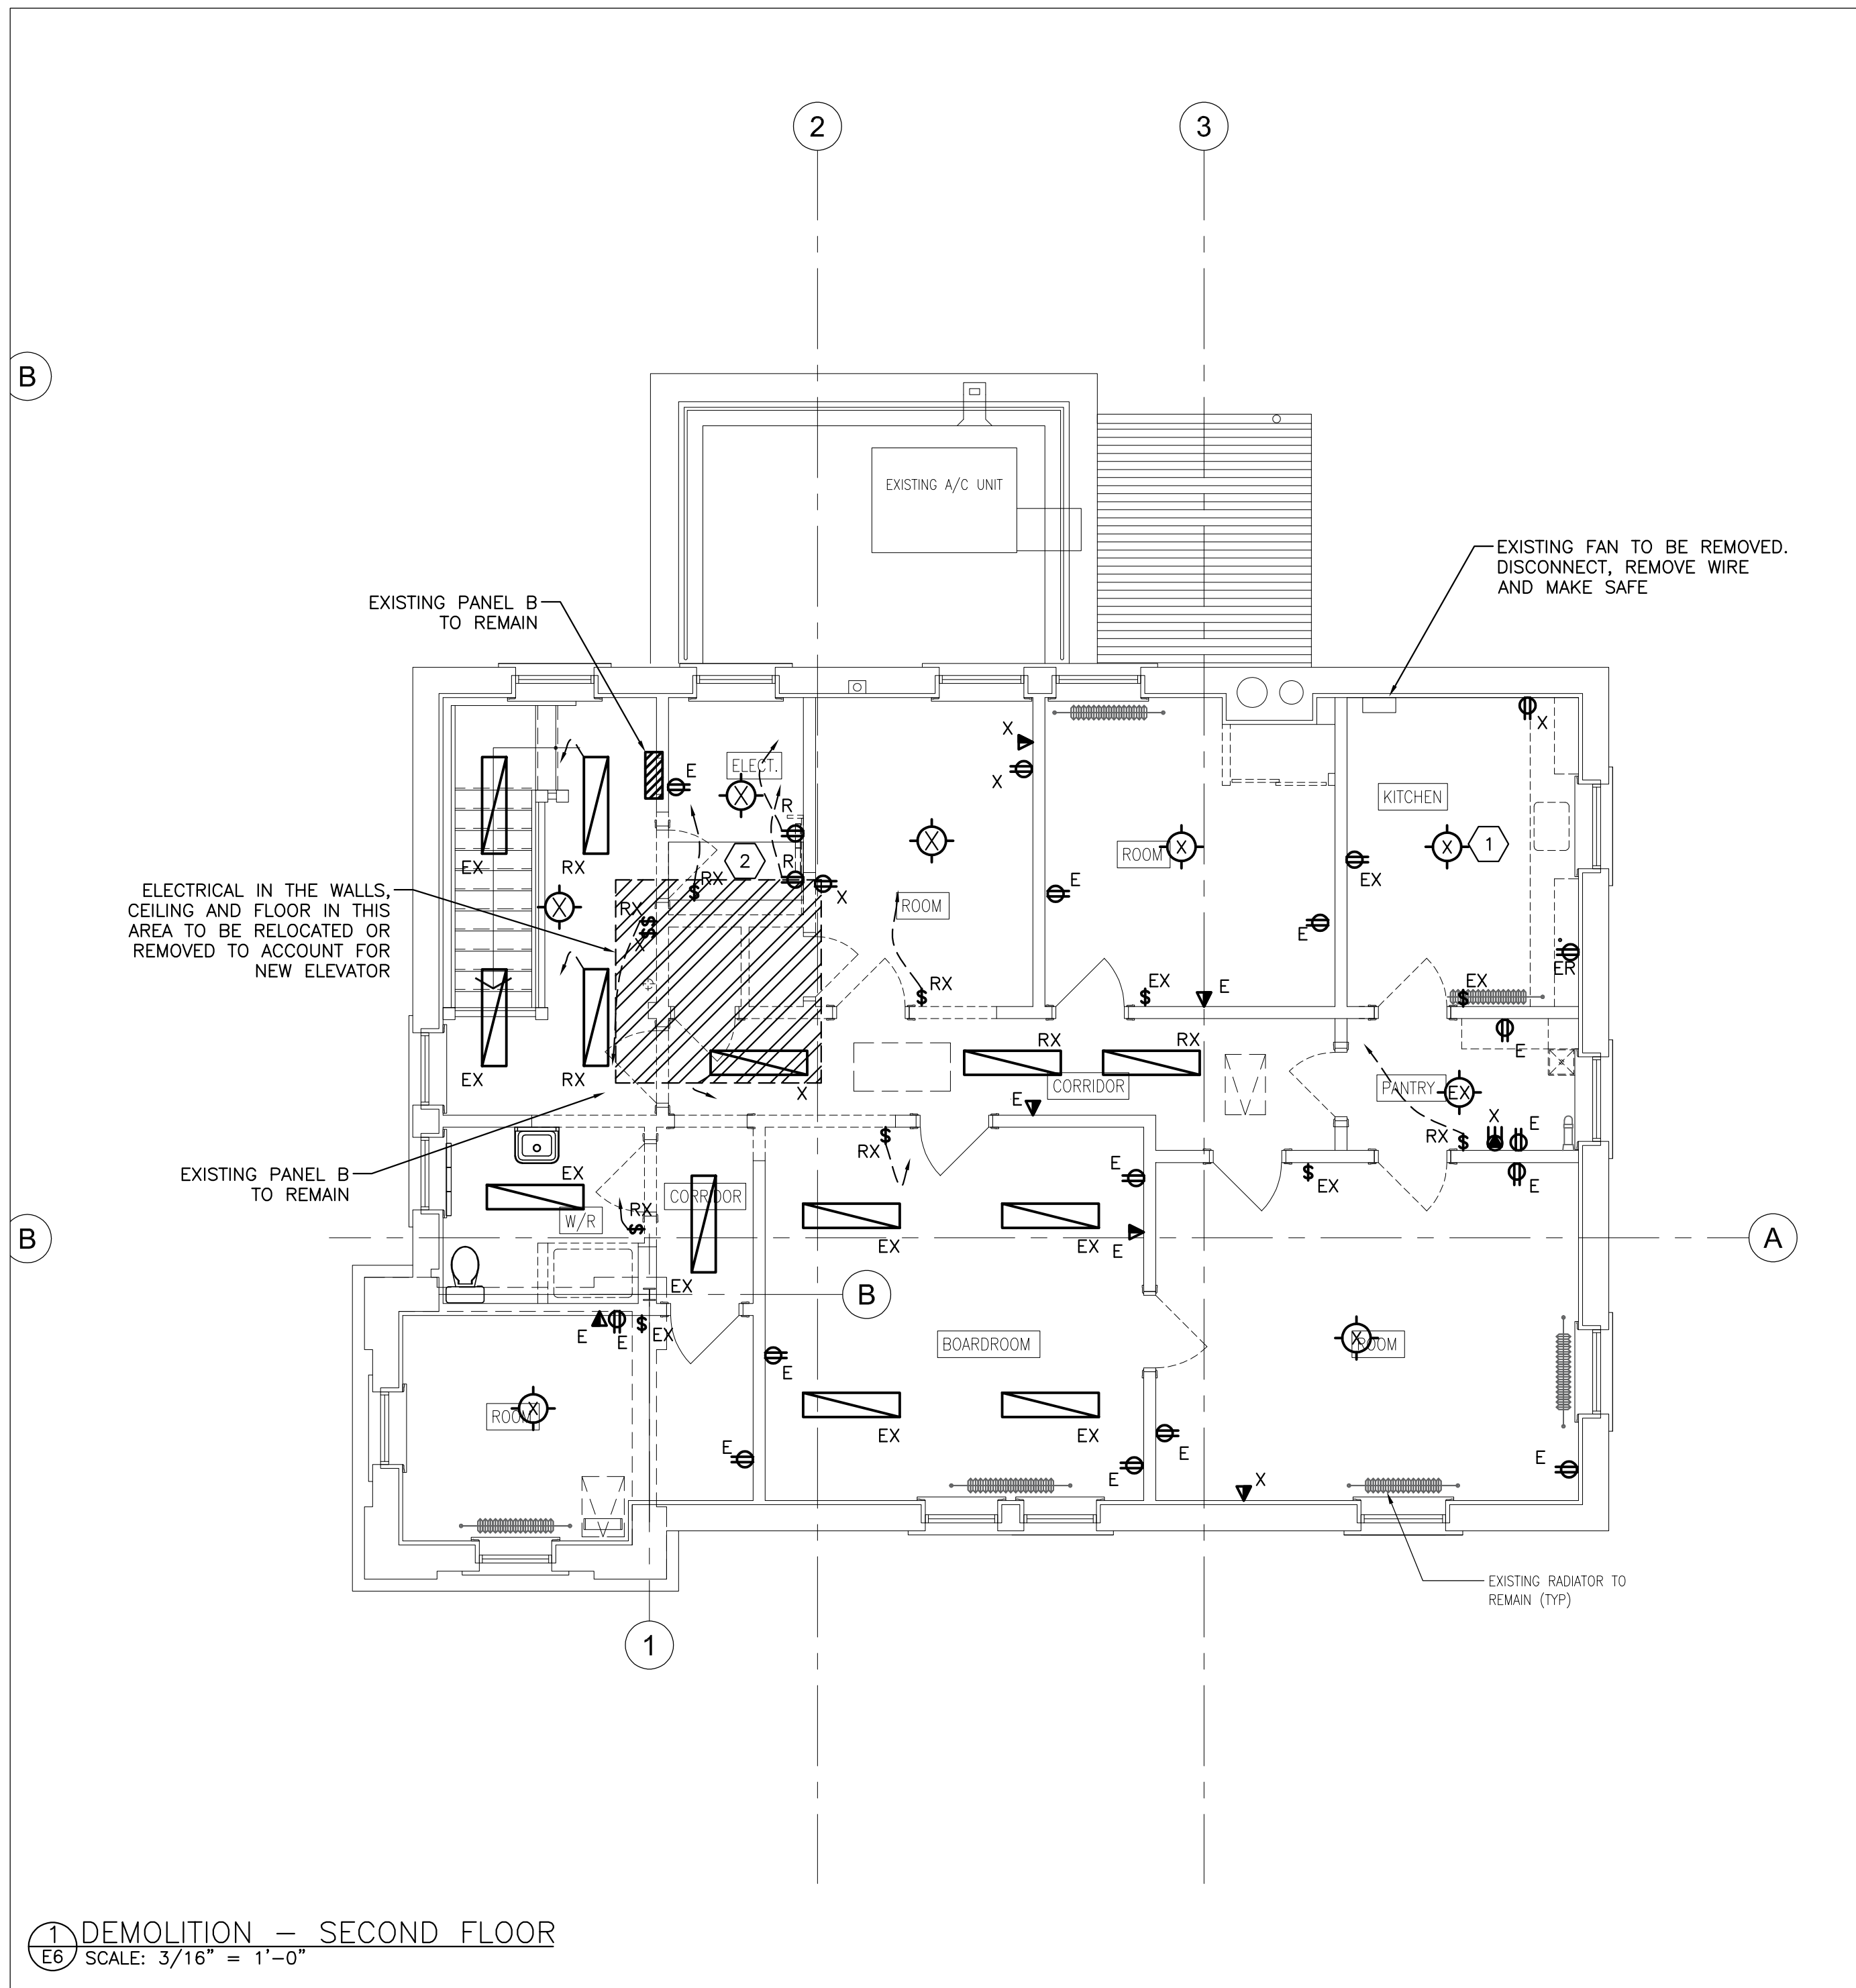 2
3
B
EXISTING A/C UNIT
EXISTING FAN TO BE REMOVED.
DISCONNECT, REMOVE WIRE
AND MAKE SAFE
EXISTING PANEL B
TO REMAIN
X
X
X
E
ELECT.
X
R
KITCHEN
EX
RX
X
X
ROOM
X
X
1
2
R
EX
RX
ELECTRICAL IN THE WALLS,
CEILING AND FLOOR IN THIS
AREA TO BE RELOCATED OR
REMOVED TO ACCOUNT FOR
NEW ELEVATOR
X
RX
$
$
$
X
X
ROOM
E
E
ER
$
RX
$
EX
E
EX
$
EX
RX
X
RX
RX
CORRIDOR
E
E
PANTRY
EX
X
E
RX
$
$
RX
EXISTING PANEL B
TO REMAIN
EX
W/R
RX
$
CORRIDOR
E
$
EX
E
EX
EX
E
B
A
EX
B
E
E
$
EX
BOARDROOM
X
ROOM
E
ROOM
X
EX
EX
E
E
E
E
X
EXISTING RADIATOR TO
REMAIN (TYP)
1
1
E6
DEMOLITION – SECOND FLOOR
SCALE: 3/16" = 1'-0"